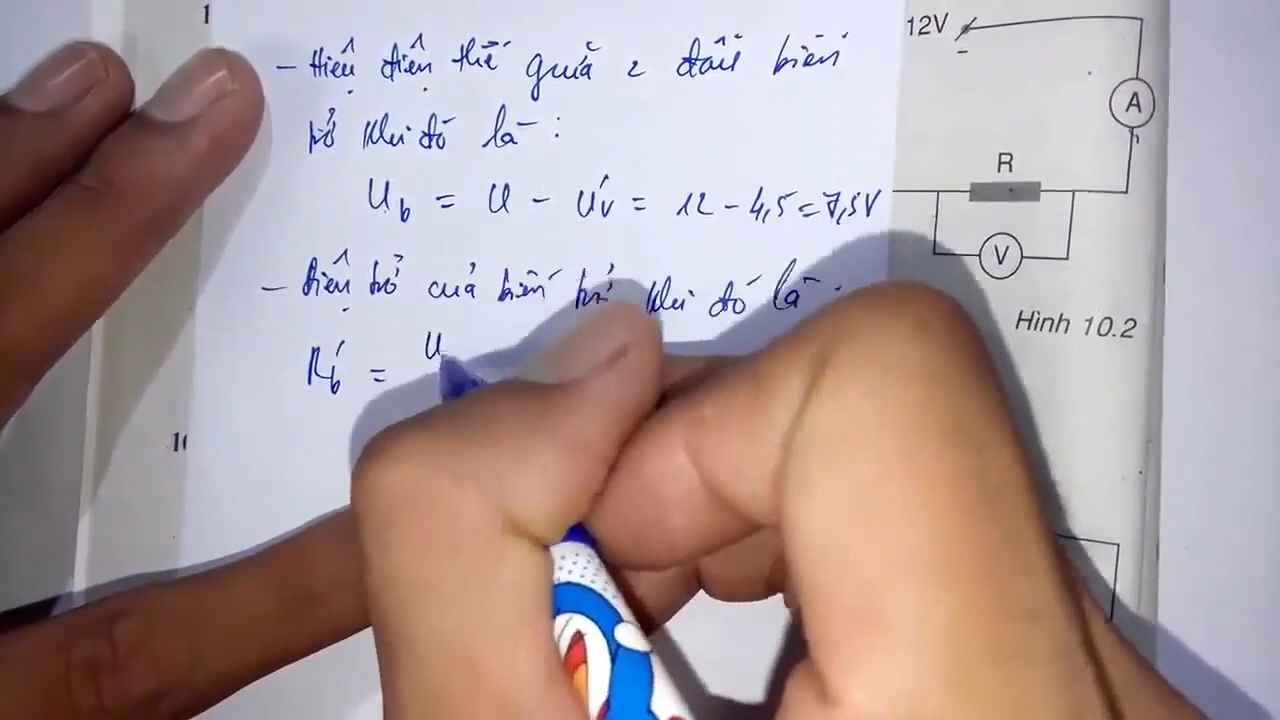 1
- Hiệu điện thế giữa 2 đầu biến
trở khi đó là :
U_b = U - U'_v = 12 - 4,5 = 7,5V
- Điện trở của biến trở khi đó là :
R'_b = U
12V
-
A
R
V
Hình 10.2